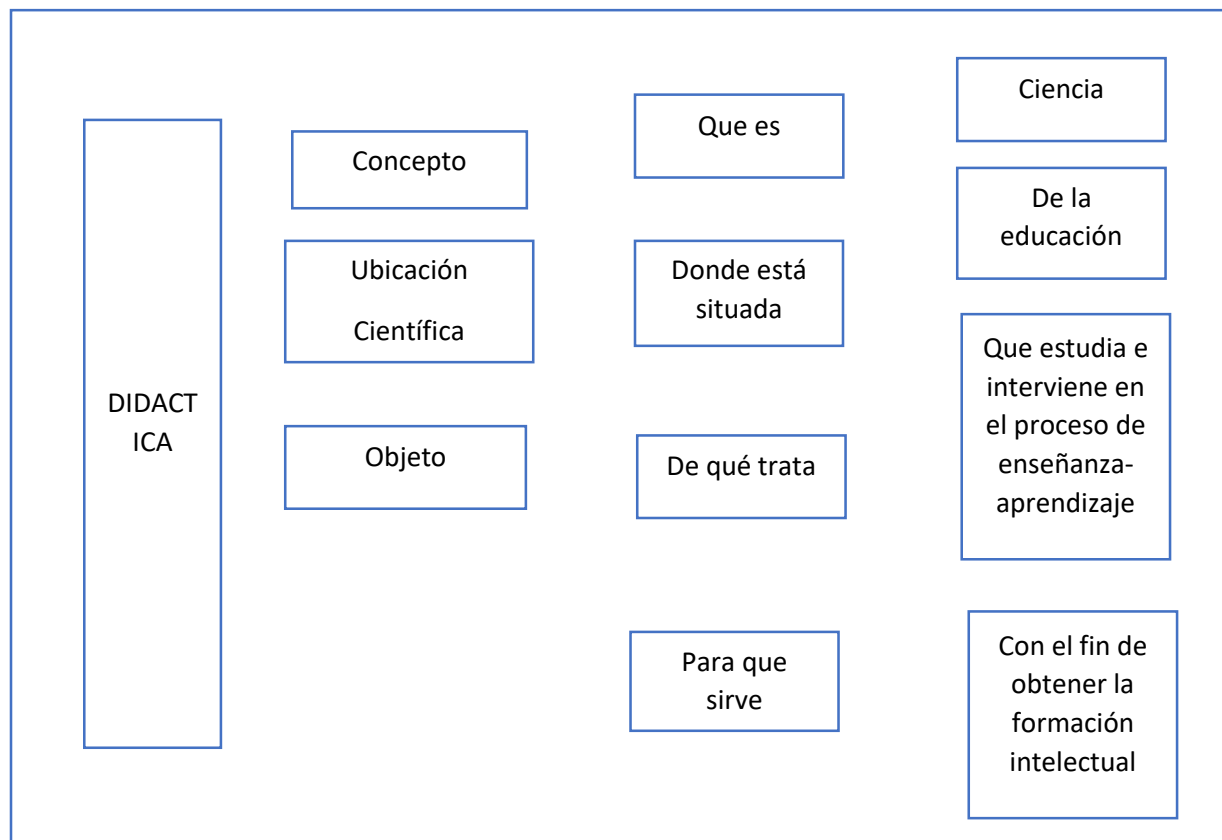 DIDACT
ICA
Concepto
Ubicación
Científica
Objeto
Que es
Donde está
situada
De qué trata
Para que
sirve
Ciencia
De la
educación
Que estudia e
interviene en
el proceso de
enseñanza-
aprendizaje
Con el fin de
obtener la
formación
intelectual